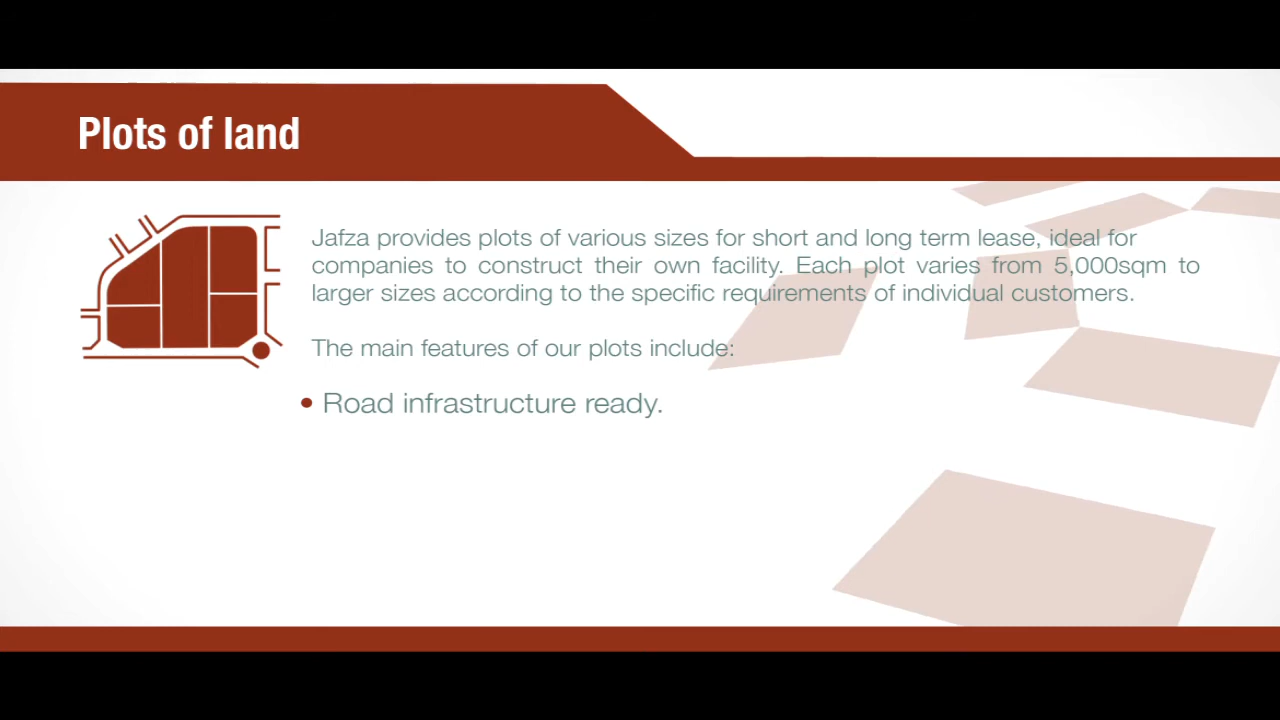 Plots of land
Jafza provides plots of various sizes for short and long term lease, ideal for
companies to construct their own facility. Each plot varies from 5,000sqm to
larger sizes according to the specific requirements of individual customers.
The main features of our plots include:
• Road infrastructure ready.